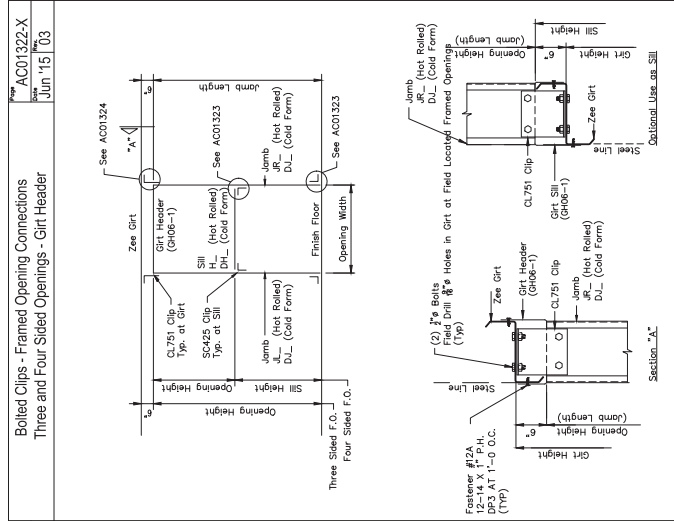 Bolted Clips - Framed Opening Connections
Three and Four Sided Openings - Girt Header
Page
AC01322-X
Date
Jun '15
Rev.
03
See AC01324
"A"
Zee Girt
6"
Girt Header
(GH06-1)
See AC01323
Sill
H_ (Hot Rolled)
DH_ (Cold Form)
Jamb
JR_ (Hot Rolled)
DJ_ (Cold Form)
Jamb Length
See AC01323
Finish Floor
Opening Width
CL751 Clip
Typ. at Girt
SC425 Clip
Typ. at Sill
Jamb
JL_ (Hot Rolled)
DJ_ (Cold Form)
Opening Height
Sill Height
6"
Opening Height
Three Sided F.O.
Four Sided F.O.
Fastener #12A
12-14 X 1" P.H.
DP3 AT 1'-0 O.C.
(TYP)
Steel Line
(2) ½"ø Bolts
Field Drill 9/16"ø Holes in Girt at Field Located Framed Openings
(Typ)
Zee Girt
Girt Header
(GH06-1)
CL751 Clip
Jamb
JR_ (Hot Rolled)
DJ_ (Cold Form)
6"
Opening Height
(Jamb Length)
Girt Height
Section "A"
Jamb
JR_ (Hot Rolled)
DJ_ (Cold Form)
CL751 Clip
Girt Sill
(GH06-1)
Zee Girt
Steel Line
Opening Height
(Jamb Length)
6"
Girt Height
Sill Height
Optional Use as Sill